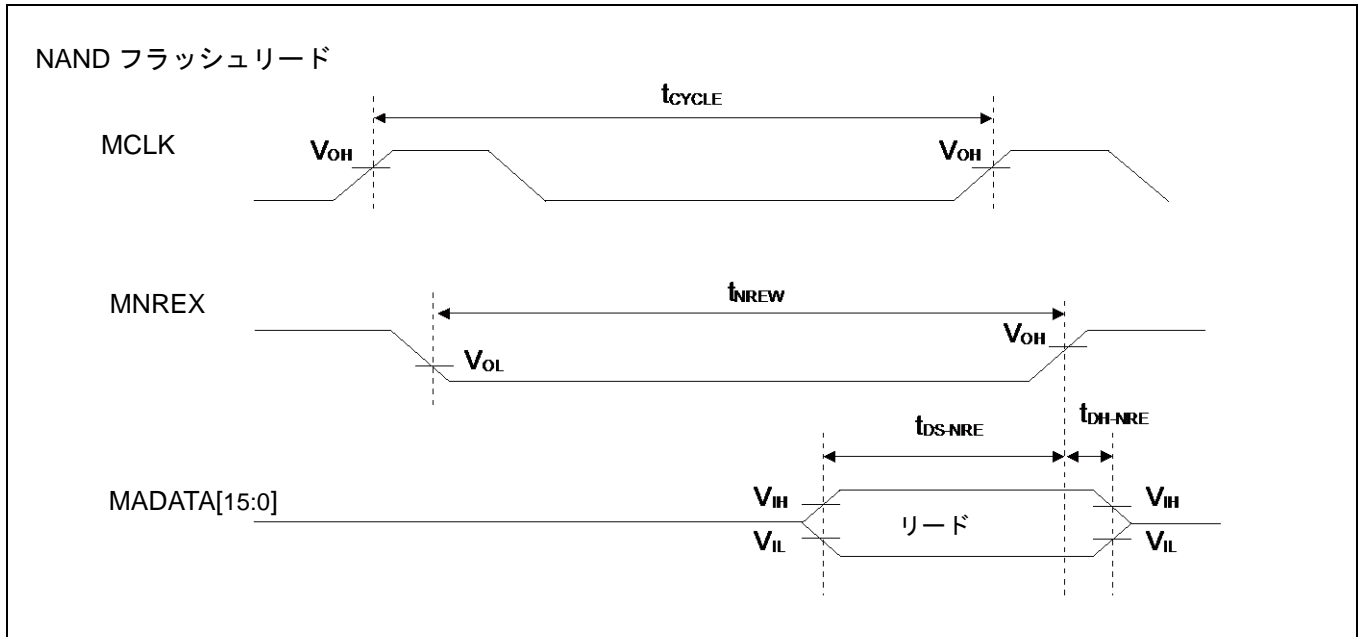 NAND フラッシュリード
tCYCLE
MCLK
VOH
VOH
tNREW
MNREX
VOH
VOL
tDS-NRE
tDH-NRE
MADATA[15:0]
VIH
リード
VIH
VIL
VIL